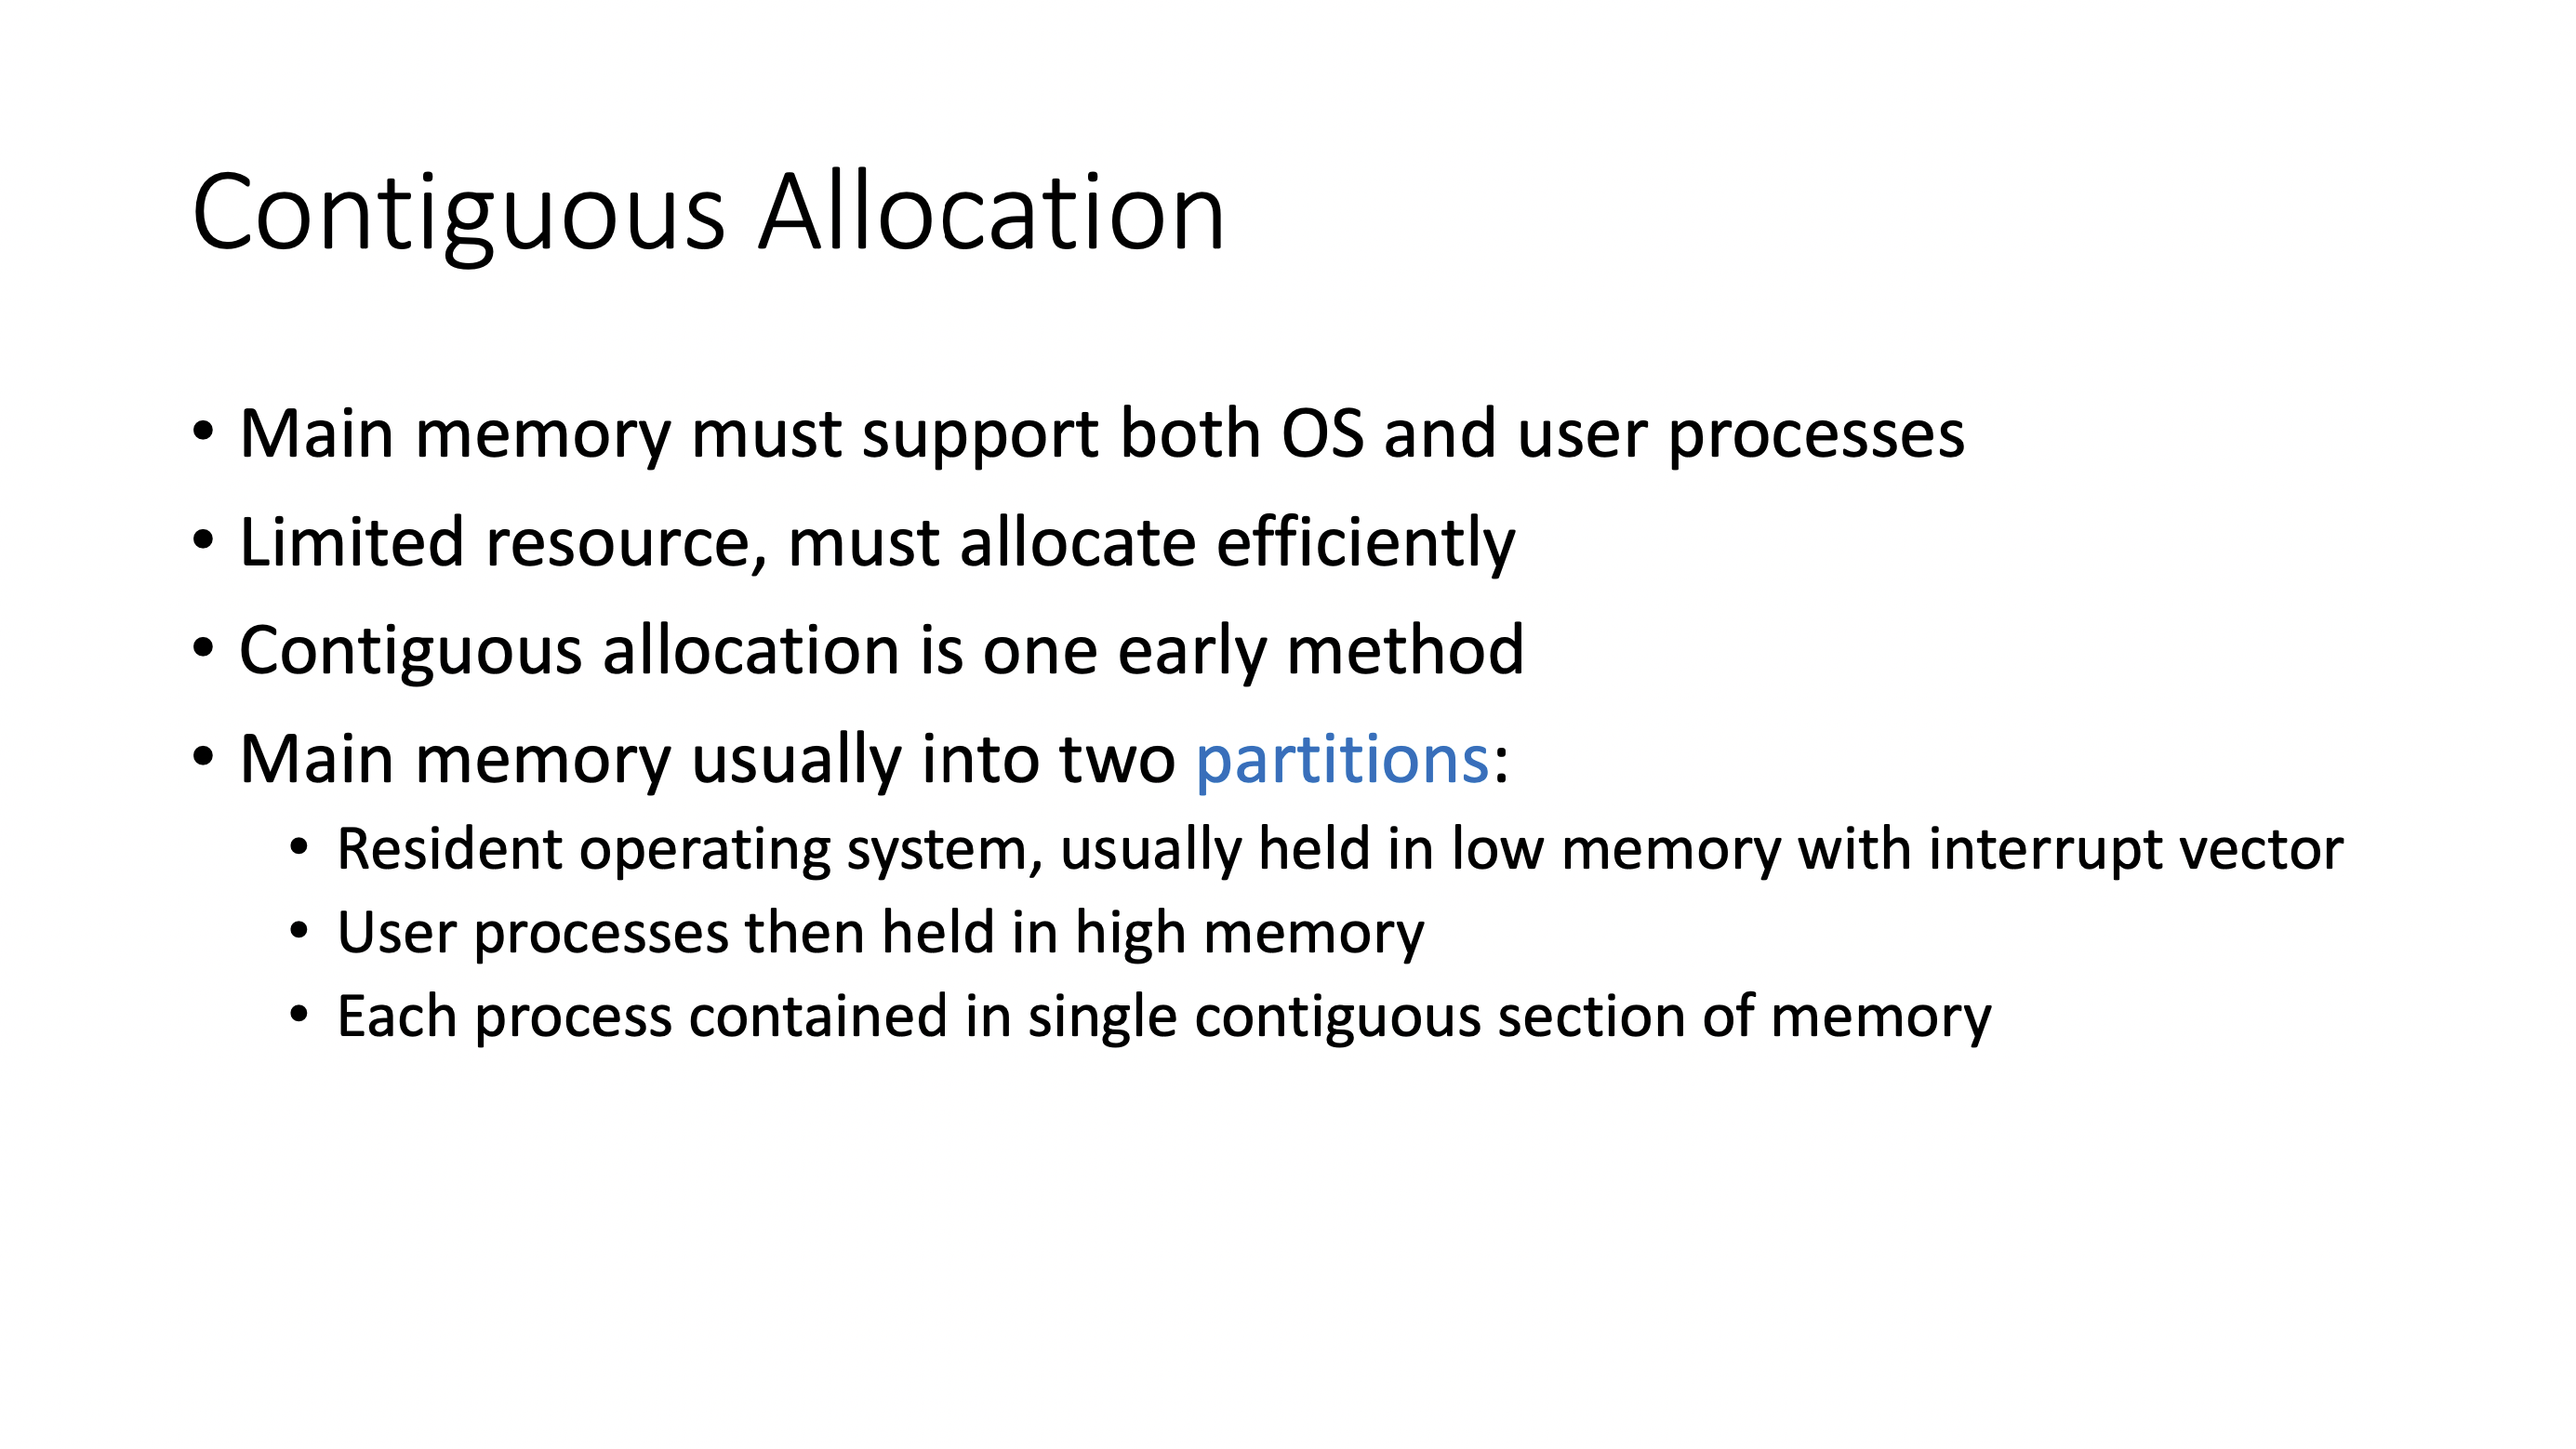 Contiguous Allocation
• Main memory must support both OS and user processes
• Limited resource, must allocate efficiently
• Contiguous allocation is one early method
• Main memory usually into two partitions:
• Resident operating system, usually held in low memory with interrupt vector
• User processes then held in high memory
• Each process contained in single contiguous section of memory